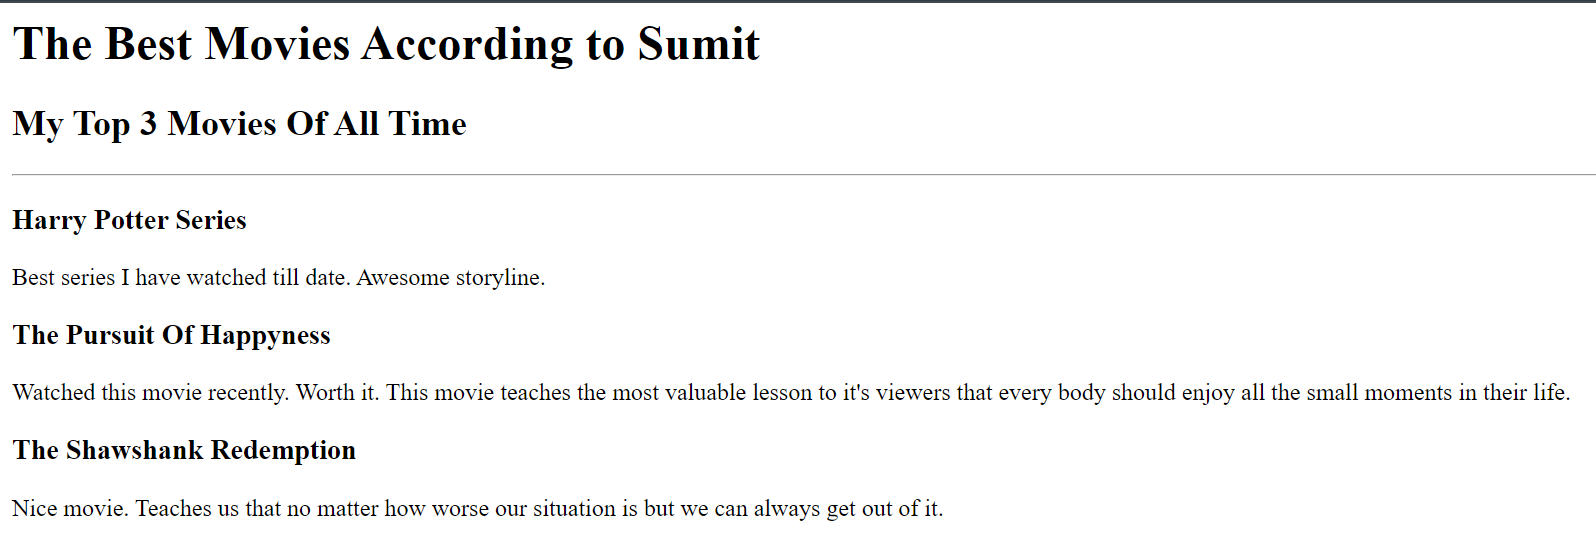 The Best Movies According to Sumit
My Top 3 Movies Of All Time
Harry Potter Series
Best series I have watched till date. Awesome storyline.
The Pursuit Of Happyness
Watched this movie recently. Worth it. This movie teaches the most valuable lesson to it's viewers that every body should enjoy all the small moments in their life.
The Shawshank Redemption
Nice movie. Teaches us that no matter how worse our situation is but we can always get out of it.